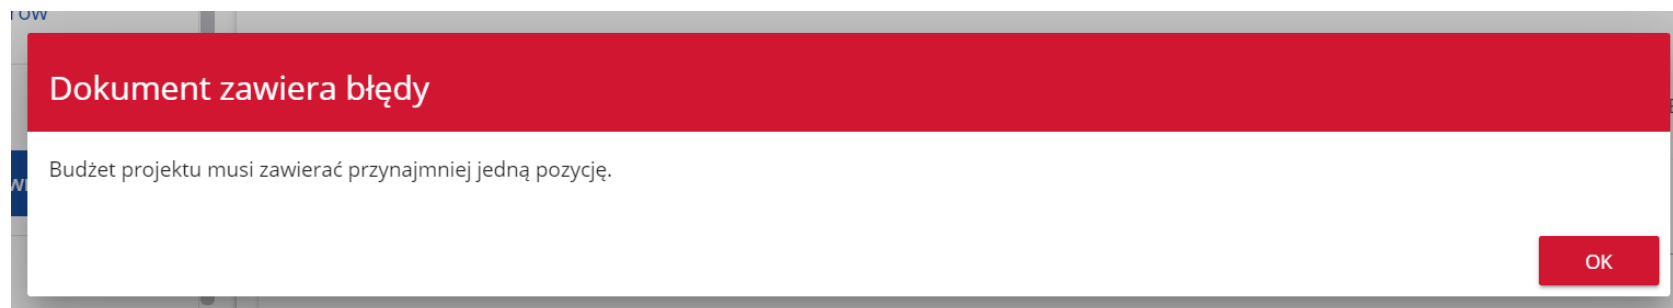 Dokument zawiera błędy
Budżet projektu musi zawierać przynajmniej jedną pozycję.
OK